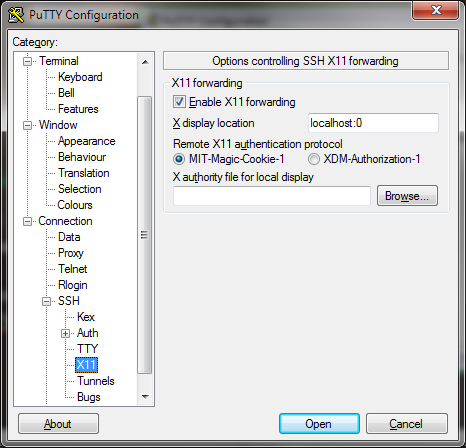 PuTTY Configuration
Category:
Terminal
Keyboard
Bell
Features
Window
Appearance
Behaviour
Translation
Selection
Colours
Connection
Data
Proxy
Telnet
Rlogin
SSH
Kex
Auth
TTY
X11
Tunnels
Bugs
Options controlling SSH X11 forwarding
X11 forwarding
Enable X11 forwarding
X display location localhost:0
Remote X11 authentication protocol
MIT-Magic-Cookie-1 XDM-Authorization-1
X authority file for local display
Browse...
About Open Cancel